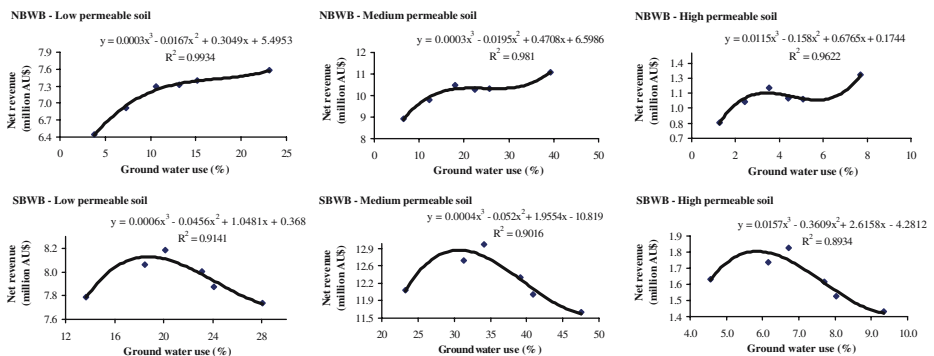 NBWB - Low permeable soil
y = 0.0003x³ - 0.0167x² + 0.3049x + 5.4953
R² = 0.9934
Net revenue
(million AU$)
7.9
7.6
7.3
7.0
6.7
6.4
0 5 10 15 20 25
Ground water use (%)
NBWB - Medium permeable soil
y = 0.0003x³ - 0.0195x² + 0.4708x + 6.5986
R² = 0.981
Net revenue
(million AU$)
12
11
10
9
8
0 10 20 30 40 50
Ground water use (%)
NBWB - High permeable soil
y = 0.0115x³ - 0.158x² + 0.6765x + 0.1744
R² = 0.9622
Net revenue
(million AU$)
1.4
1.3
1.1
1.0
0.8
0.7
0 2 4 6 8 10
Ground water use (%)
SBWB - Low permeable soil
y = 0.0006x³ - 0.0456x² + 1.0481x + 0.368
R² = 0.9141
Net revenue
(million AU$)
8.2
8.0
7.8
7.6
12 16 20 24 28
Ground water use (%)
SBWB - Medium permeable soil
y = 0.0004x³ - 0.052x² + 1.9554x - 10.819
R² = 0.9016
Net revenue
(million AU$)
12.9
12.6
12.2
11.9
11.5
20 25 30 35 40 45 50
Ground water use (%)
SBWB - High permeable soil
y = 0.0157x³ - 0.3609x² + 2.6158x - 4.2812
R² = 0.8934
Net revenue
(million AU$)
1.9
1.8
1.7
1.6
1.5
1.4
4.0 5.0 6.0 7.0 8.0 9.0 10.0
Ground water use (%)